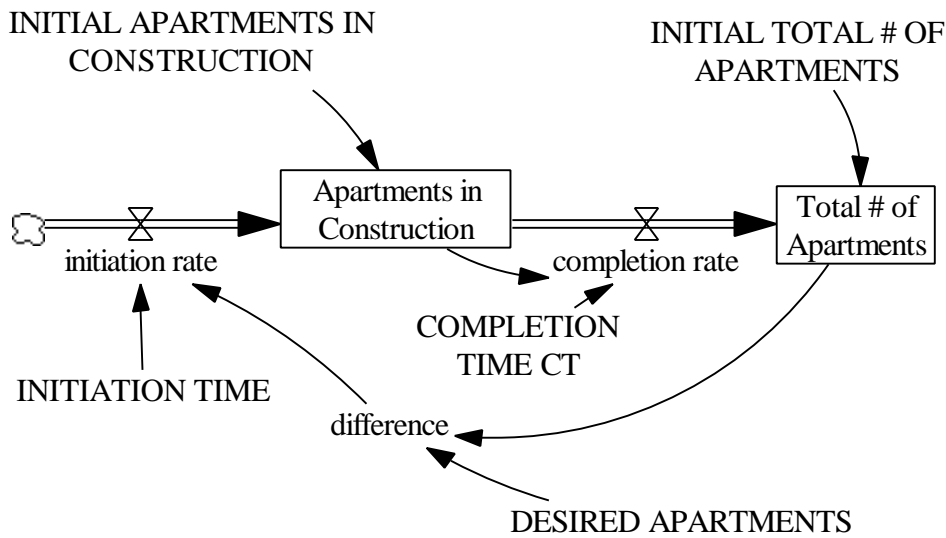 INITIAL APARTMENTS IN
CONSTRUCTION
INITIAL TOTAL # OF
APARTMENTS
Apartments in
Construction
Total # of
Apartments
initiation rate
completion rate
COMPLETION
TIME CT
INITIATION TIME
difference
DESIRED APARTMENTS